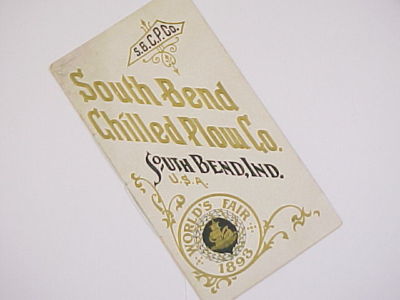 S.B.C.P.Co.
South Bend
Chilled Plow Co.
SOUTH BEND, IND.
U.S.A.
WORLD'S FAIR
1893